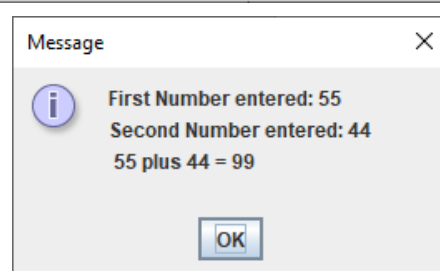 Message
First Number entered: 55
Second Number entered: 44
55 plus 44 = 99
OK